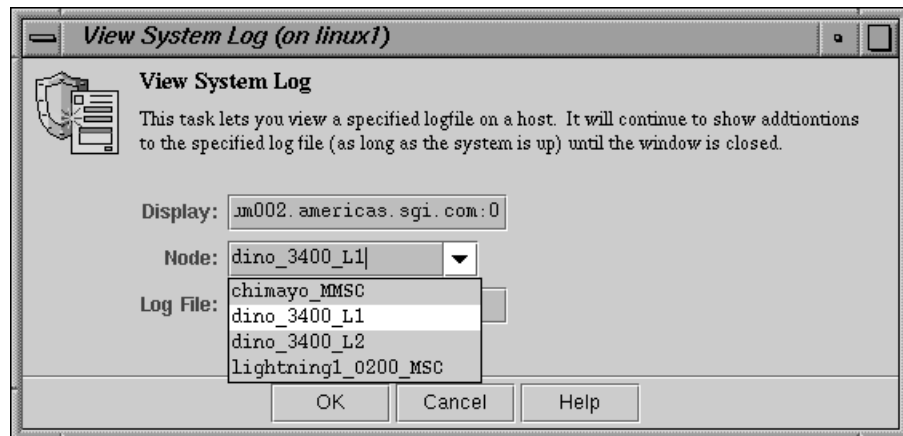 View System Log (on linux1)
View System Log
This task lets you view a specified logfile on a host. It will continue to show addtiontions
to the specified log file (as long as the system is up) until the window is closed.
Display: um002.americas.sgi.com:0
Node: dino_3400_L1
Log File:
chimayo_MMSC
dino_3400_L1
dino_3400_L2
lightning1_0200_MSC
OK Cancel Help